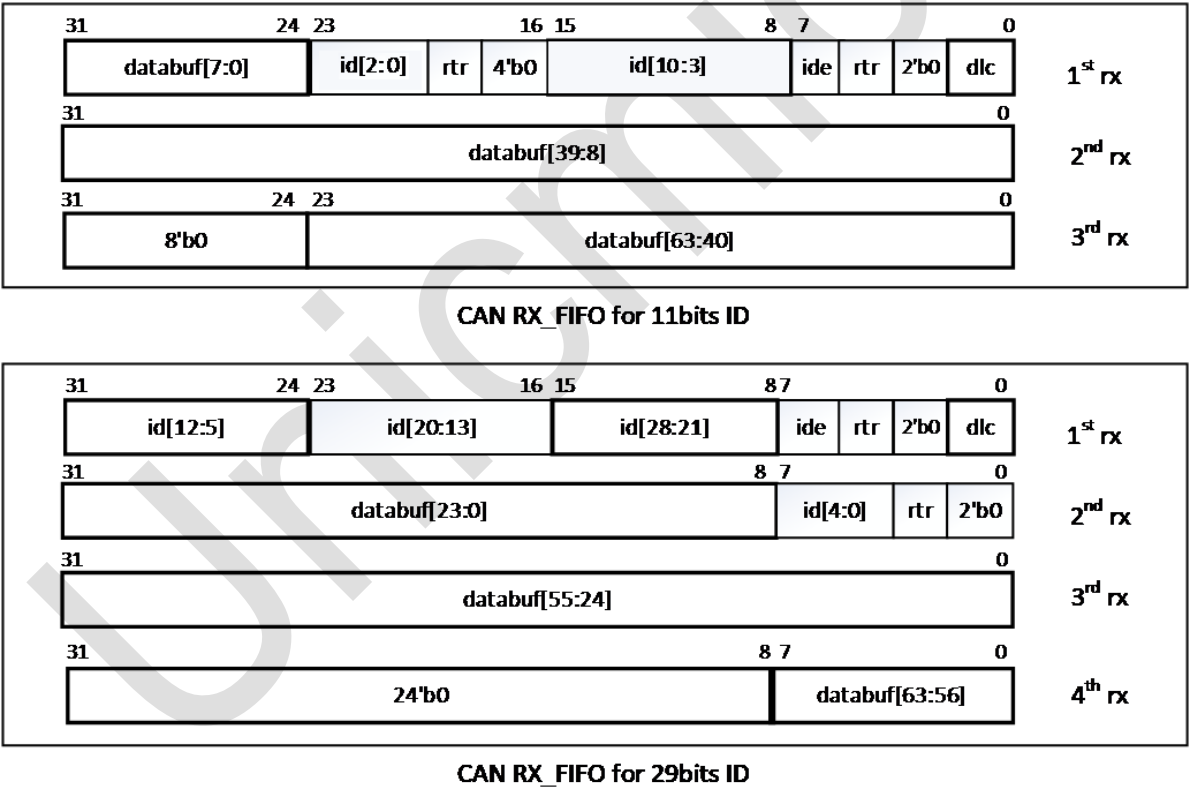 31 24 23 16 15 8 7 0
databuf[7:0] id[2:0] rtr 4'b0 id[10:3] ide rtr 2'b0 dlc 1st rx
31 0
databuf[39:8] 2nd rx
31 24 23 0
8'b0 databuf[63:40] 3rd rx
CAN RX_FIFO for 11bits ID
31 24 23 16 15 8 7 0
id[12:5] id[20:13] id[28:21] ide rtr 2'b0 dlc 1st rx
31 8 7 0
databuf[23:0] id[4:0] rtr 2'b0 2nd rx
31 0
databuf[55:24] 3rd rx
31 8 7 0
24'b0 databuf[63:56] 4th rx
CAN RX_FIFO for 29bits ID